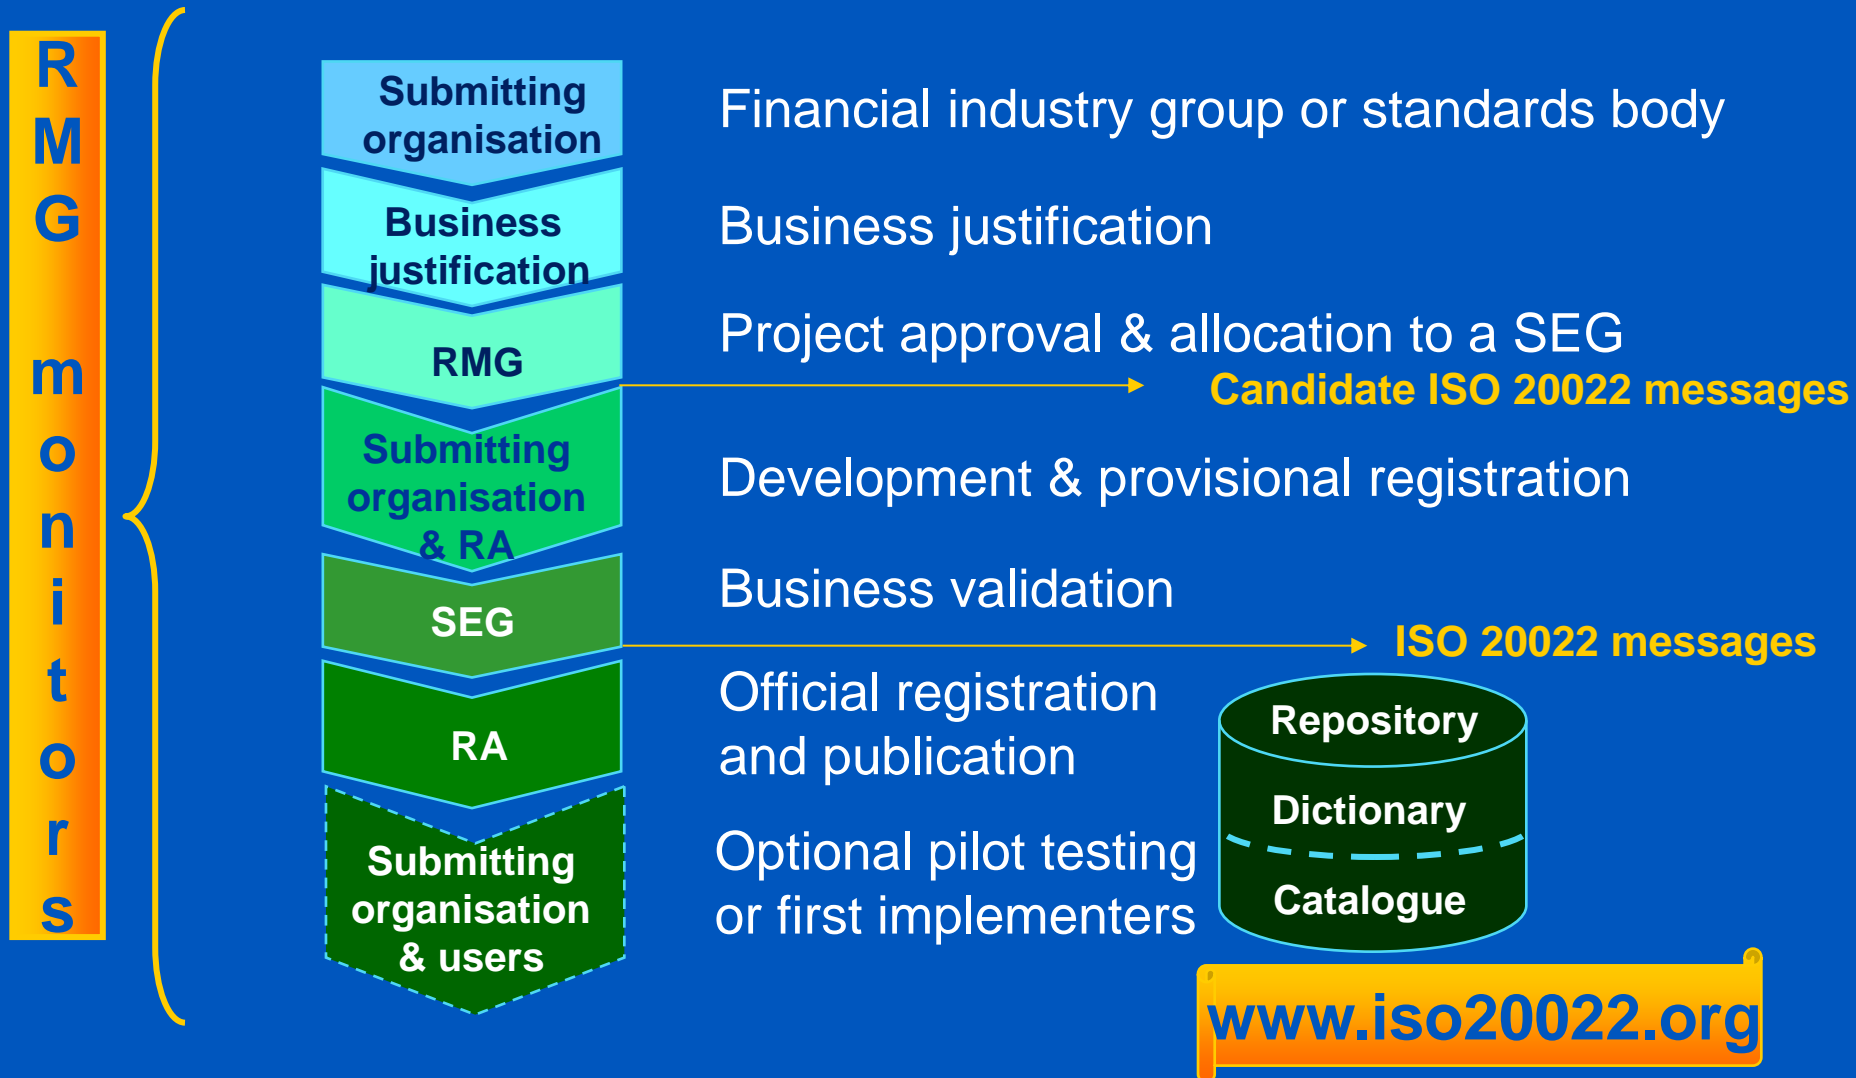 RMG monitors
Submitting
organisation
Financial industry group or standards body
Business
justification
Business justification
RMG
Project approval & allocation to a SEG
Candidate ISO 20022 messages
Submitting
organisation
& RA
Development & provisional registration
SEG
Business validation
ISO 20022 messages
RA
Official registration
and publication
Submitting
organisation
& users
Optional pilot testing
or first implementers
Repository
Dictionary
Catalogue
www.iso20022.org